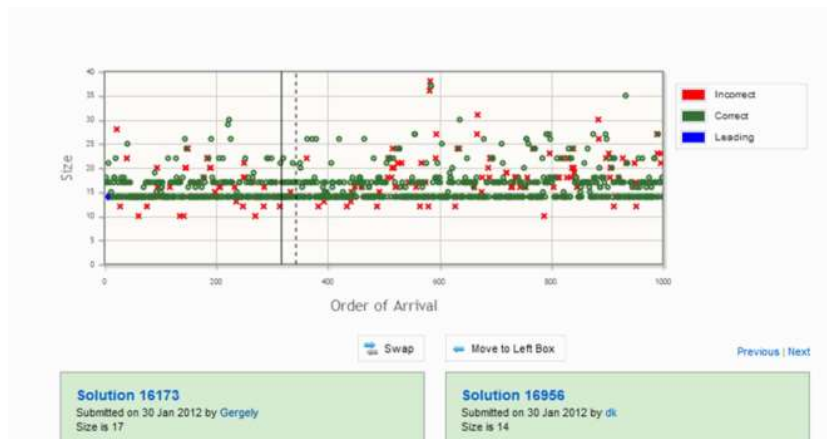 40
35
30
25
20
15
10
5
0
Size
0 200 400 600 800 1000
Order of Arrival
Incorrect
Correct
Leading
Swap
Move to Left Box
Previous | Next
Solution 16173
Submitted on 30 Jan 2012 by Gergely
Size is 17
Solution 16956
Submitted on 30 Jan 2012 by dk
Size is 14